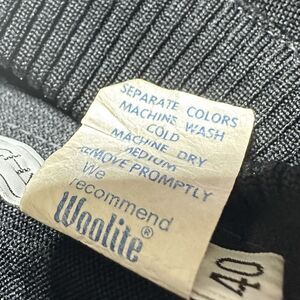 SEPARATE COLORS
MACHINE WASH
COLD
MACHINE DRY
MEDIUM
REMOVE PROMPTLY
We
recommend
Woolite®
40